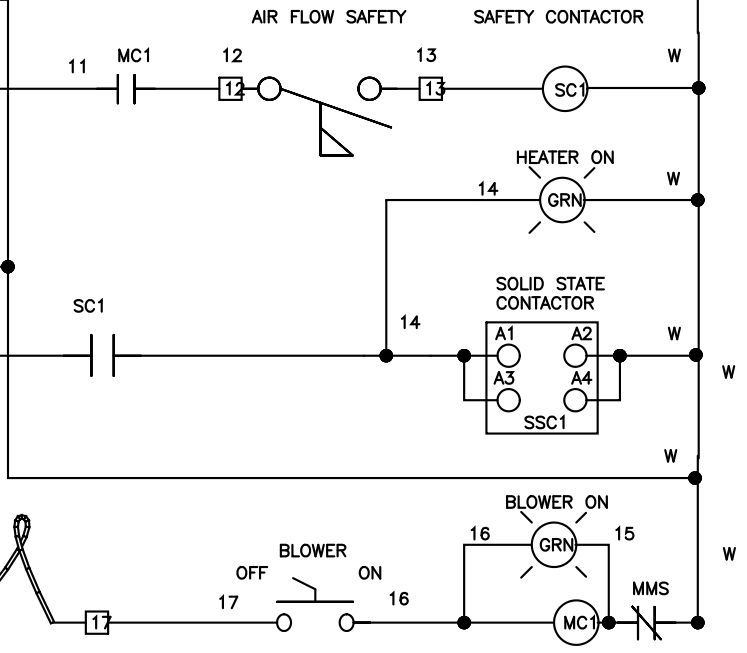 AIR FLOW SAFETY
SAFETY CONTACTOR
11
MC1
12
13
W
12
13
SC1
HEATER ON
14
W
GRN
SOLID STATE
CONTACTOR
SC1
14
A1
A2
W
W
A3
A4
SSC1
W
BLOWER ON
16
GRN
15
W
BLOWER
OFF
ON
MMS
17
16
17
MC1